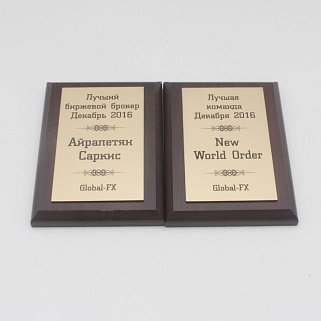 Лучший
биржевой брокер
Декабрь 2016
Айралетян
Саркис
Global-FX
Лучшая
команда
Декабря 2016
New
World Order
Global-FX